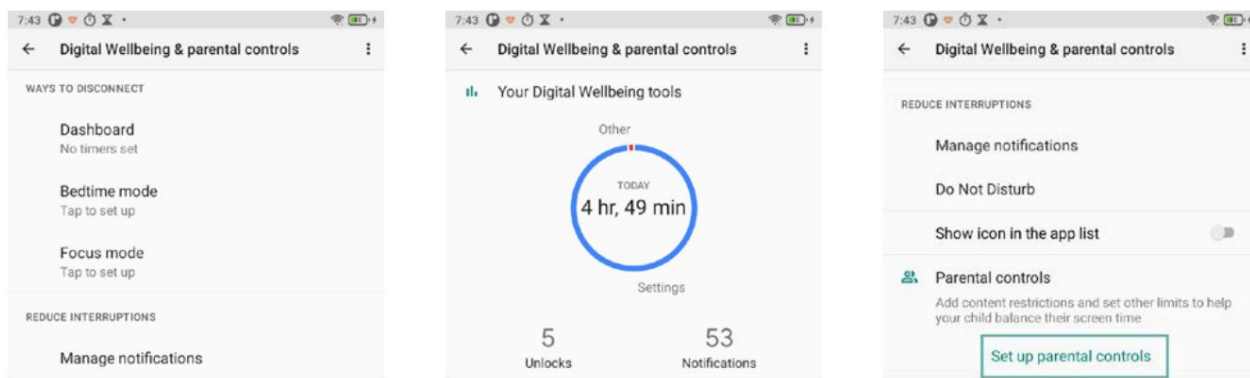 7:43
Digital Wellbeing & parental controls
WAYS TO DISCONNECT
Dashboard
No timers set
Bedtime mode
Tap to set up
Focus mode
Tap to set up
REDUCE INTERRUPTIONS
Manage notifications
7:43
Digital Wellbeing & parental controls
Your Digital Wellbeing tools
Other
TODAY
4 hr, 49 min
Settings
5
Unlocks
53
Notifications
7:43
Digital Wellbeing & parental controls
REDUCE INTERRUPTIONS
Manage notifications
Do Not Disturb
Show icon in the app list
Parental controls
Add content restrictions and set other limits to help
your child balance their screen time
Set up parental controls